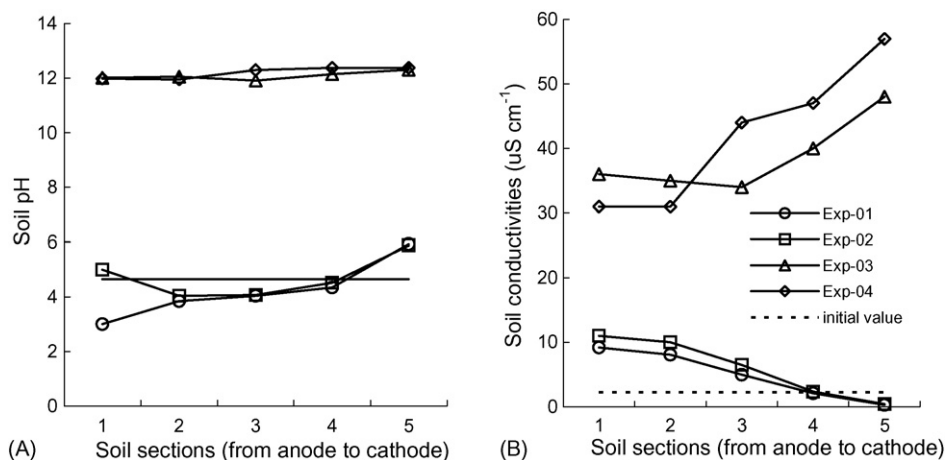 14
12
10
8
6
4
2
0
Soil pH
1 2 3 4 5
(A) Soil sections (from anode to cathode)
60
50
40
30
20
10
0
Soil conductivities (uS cm⁻¹)
Exp-01
Exp-02
Exp-03
Exp-04
initial value
1 2 3 4 5
(B) Soil sections (from anode to cathode)